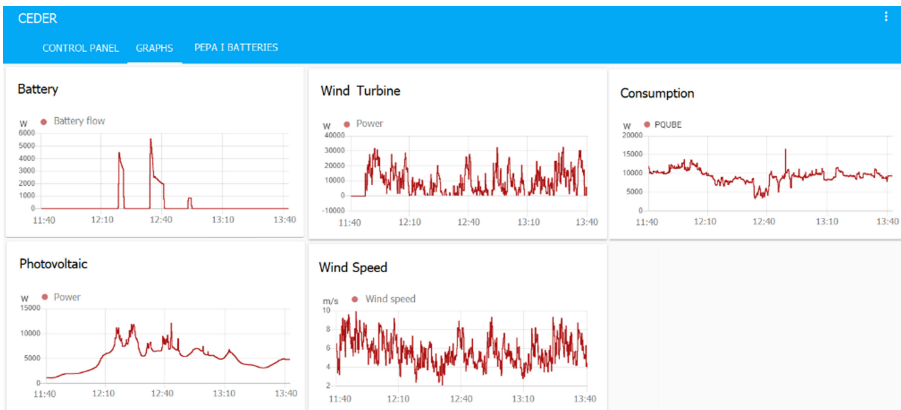 CEDER
CONTROL PANEL GRAPHS PEPA I BATTERIES
Battery
W Battery flow
6000
5000
4000
3000
2000
1000
0
11:40 12:10 12:40 13:10 13:40
Wind Turbine
W Power
40000
30000
20000
10000
0
-10000
11:40 12:10 12:40 13:10 13:40
Consumption
W PQUBE
20000
15000
10000
5000
0
11:40 12:10 12:40 13:10 13:40
Photovoltaic
W Power
15000
10000
5000
0
11:40 12:10 12:40 13:10 13:40
Wind Speed
m/s Wind speed
10
8
6
4
2
11:40 12:10 12:40 13:10 13:40